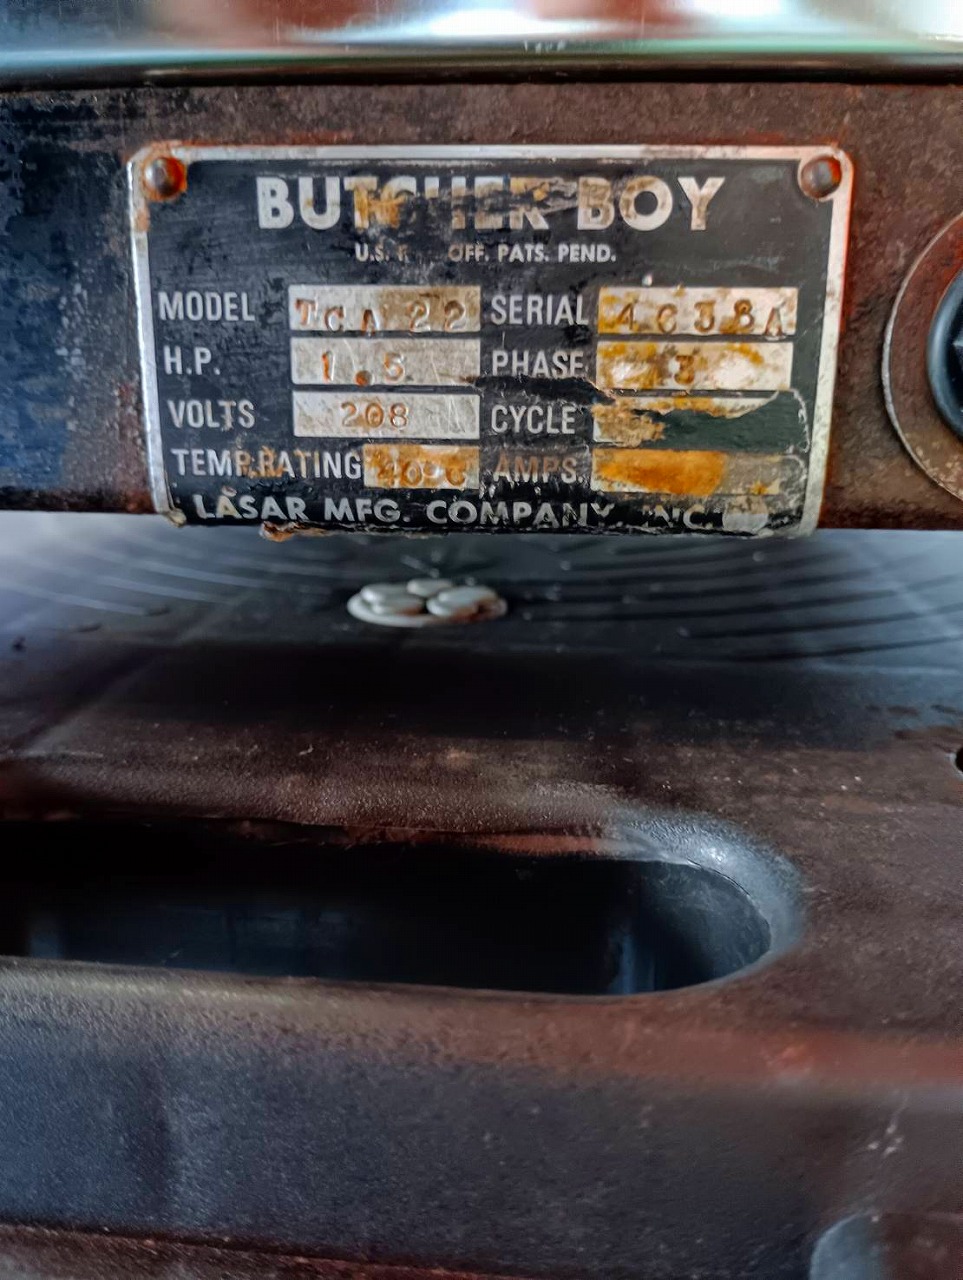 BUTCHER BOY
U.S. OFF. PATS. PEND.
MODEL TCA 22 SERIAL 4638A
H.P. 1.5 PHASE 3
VOLTS 208 CYCLE
TEMP.RATING 40°C AMPS.
LASAR MFG. COMPANY, INC.